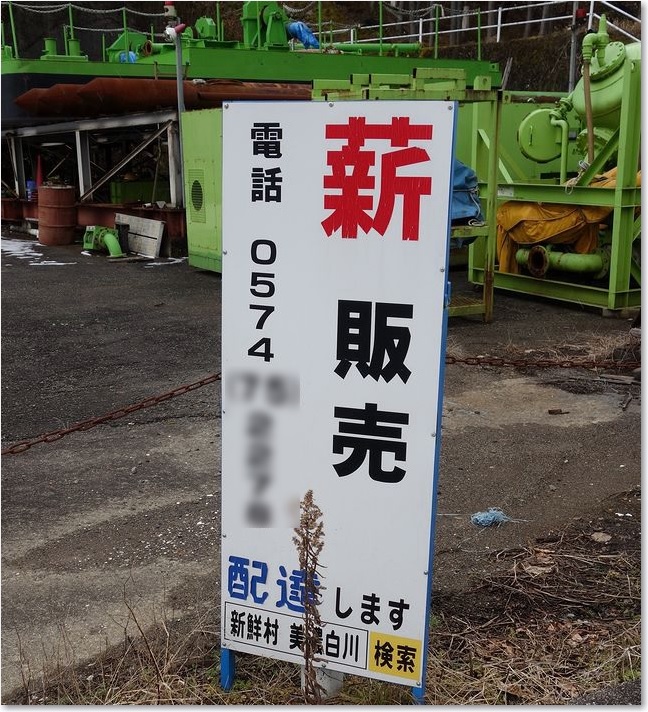 薪 販売
電話 0574
配達します
新鮮村 美濃白川 検索